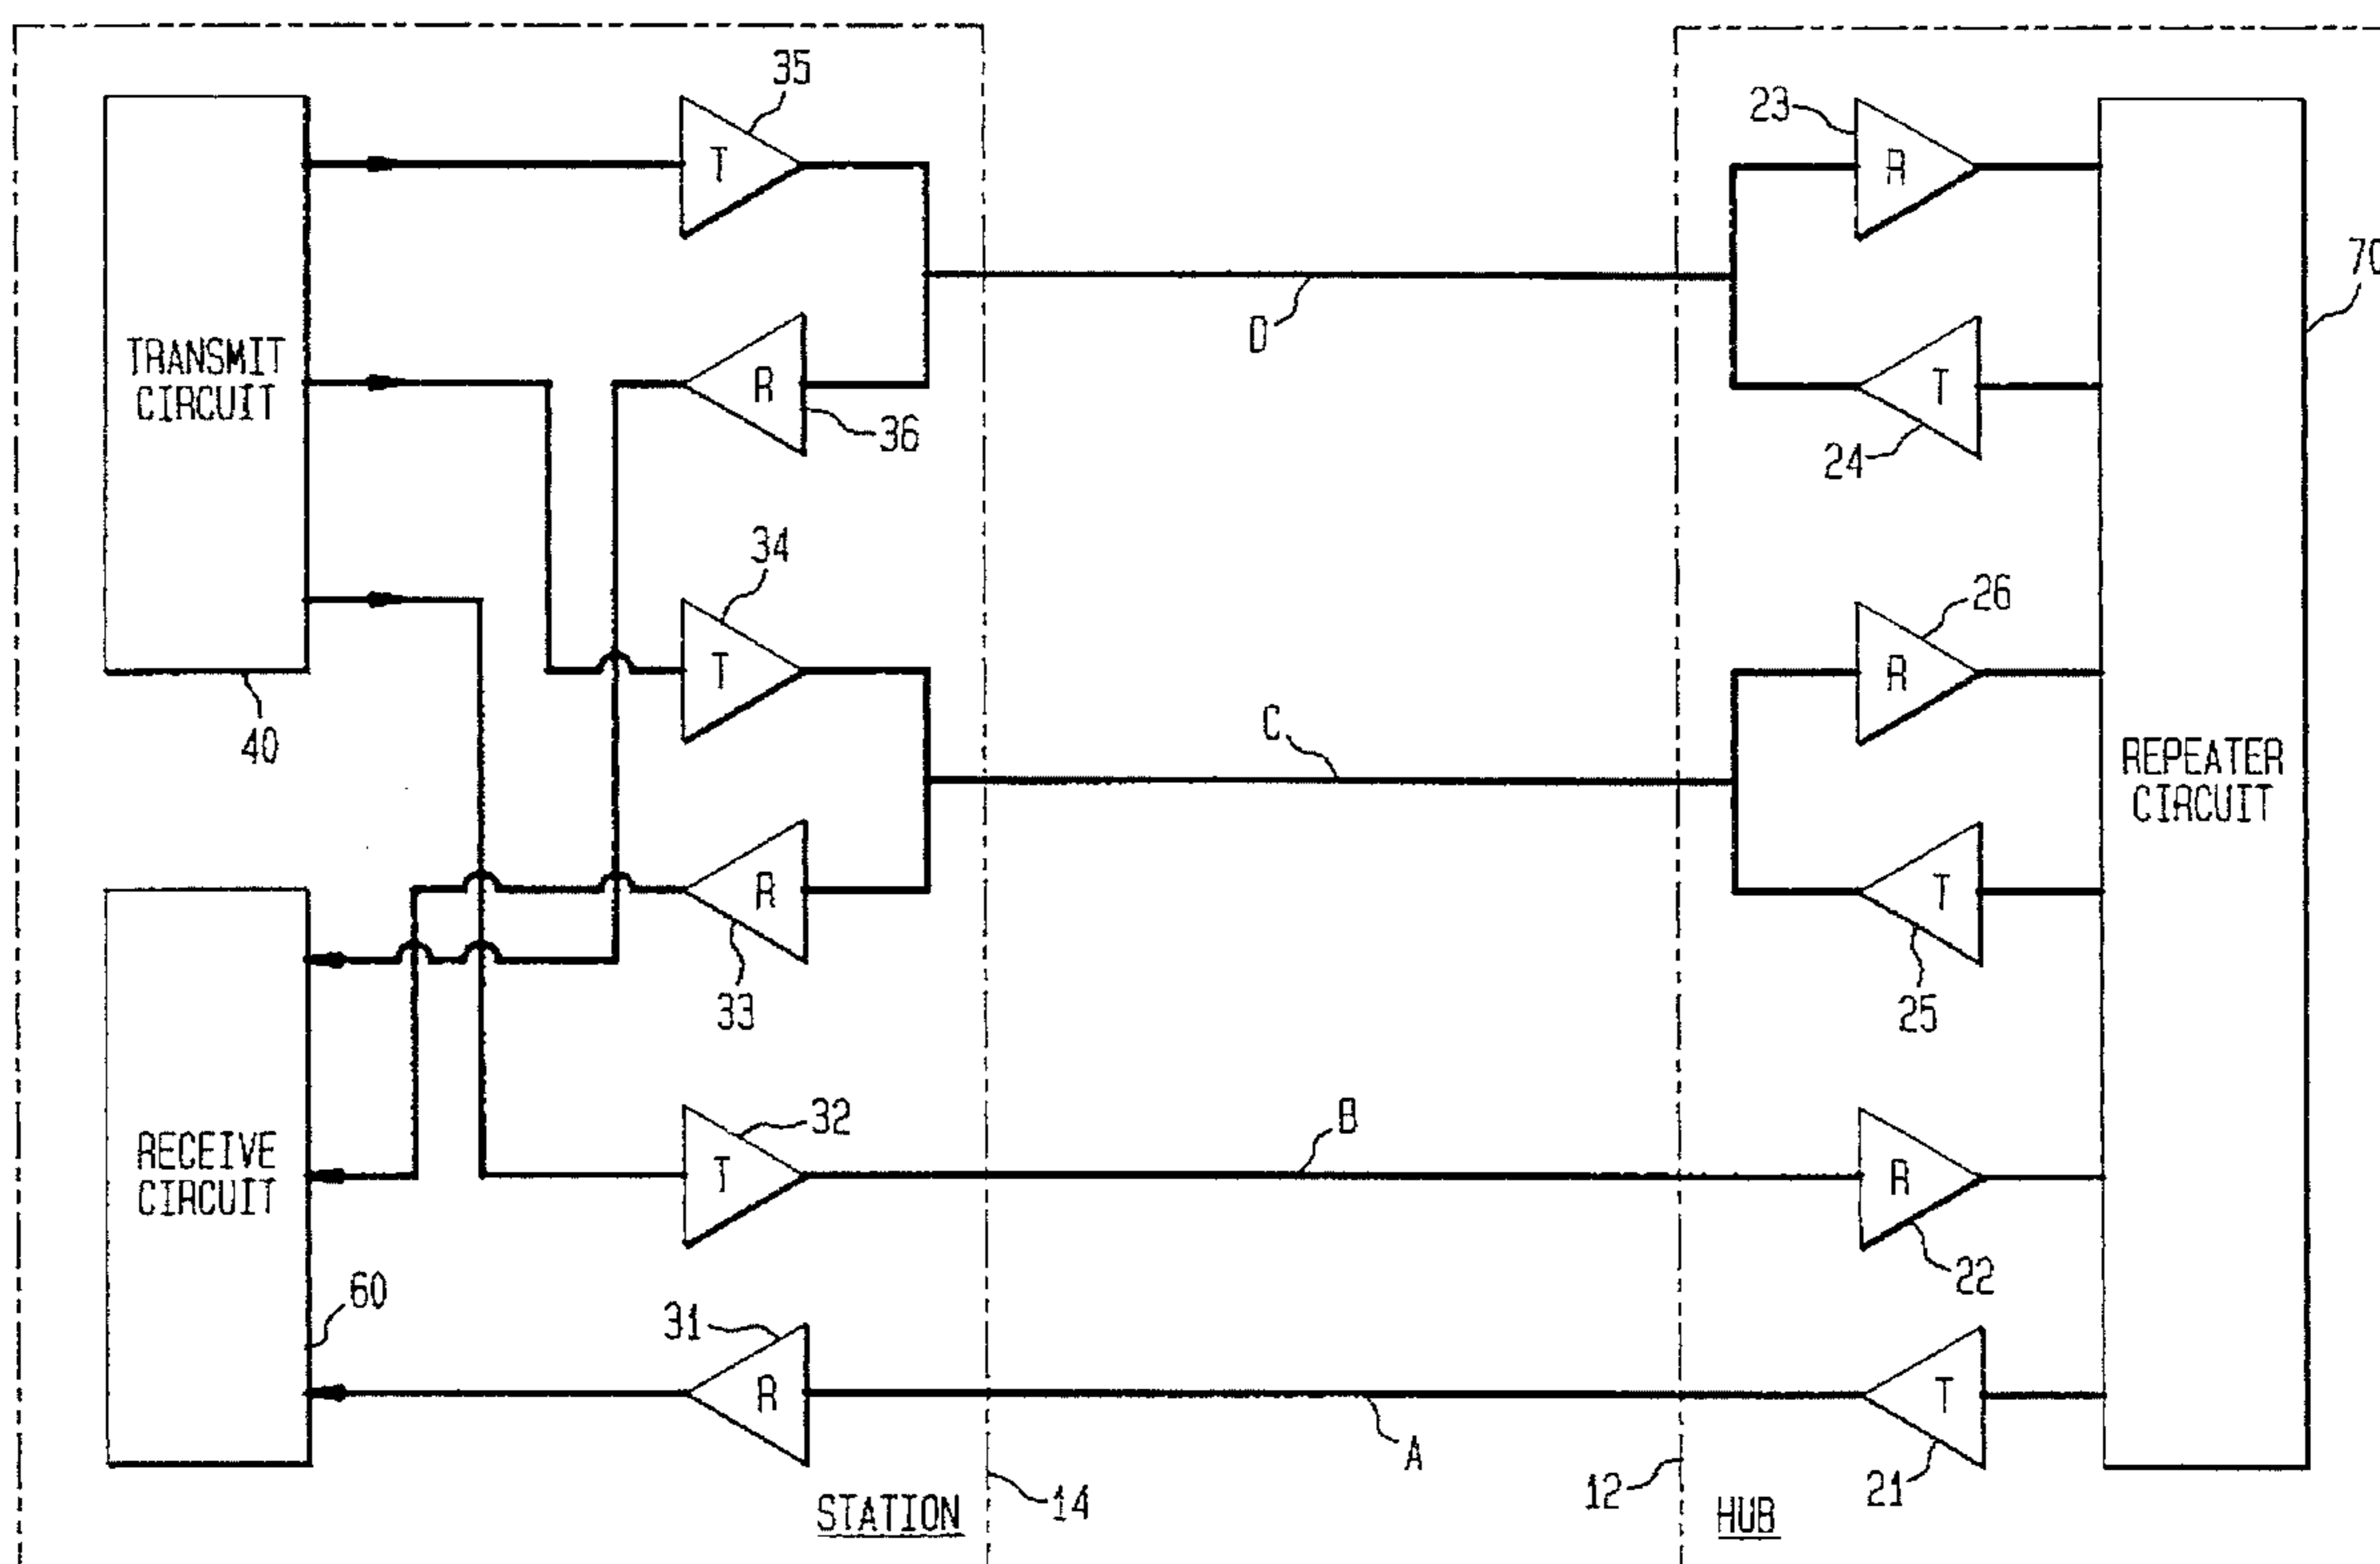 35
T
23
R
70
D
TRANSMIT
CIRCUIT
R
36
T
24
34
T
26
R
40
C
REPEATER
CIRCUIT
R
33
T
25
32
T
B
R
22
RECEIVE
CIRCUIT
60
31
R
A
T
21
STATION
14
12
HUB